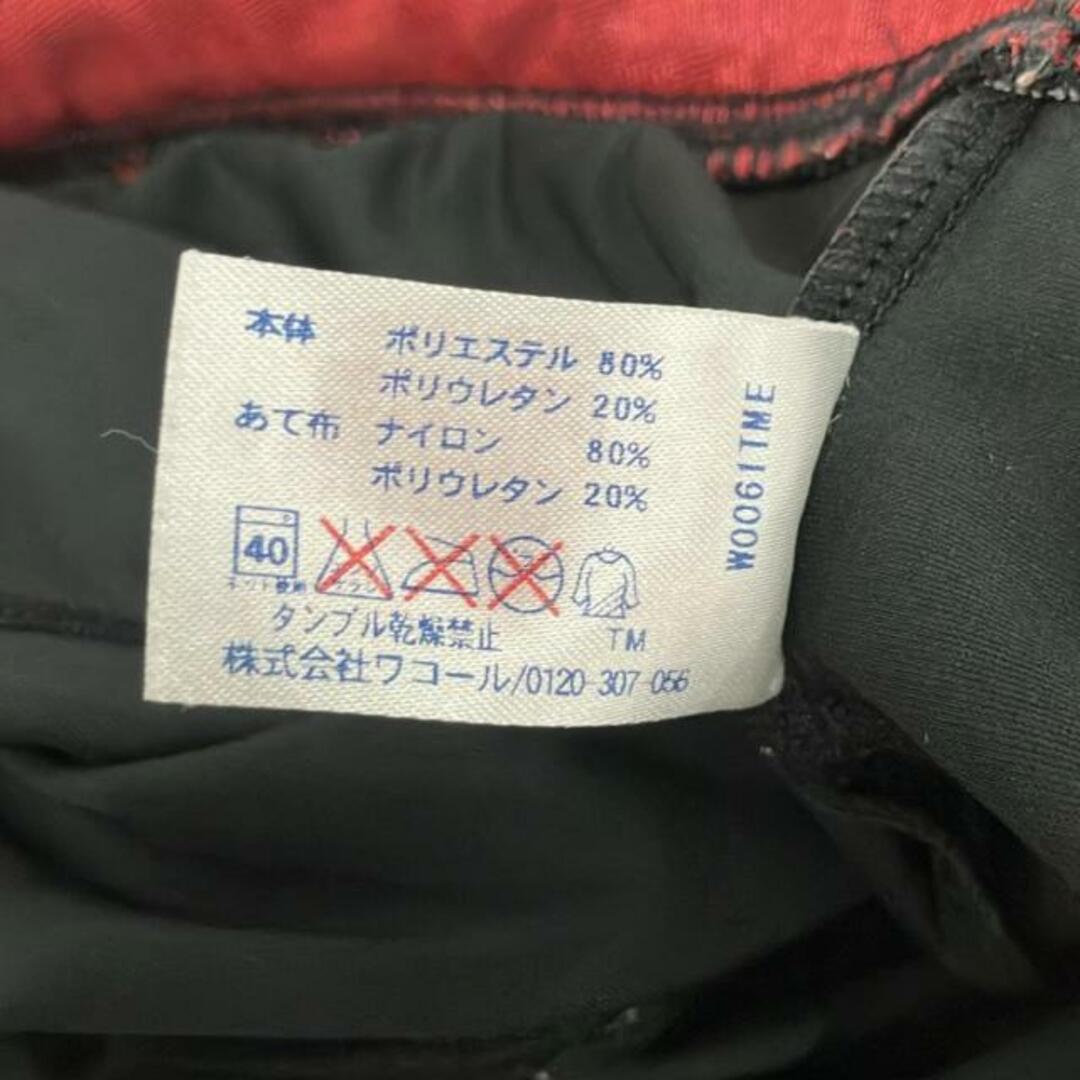 本体 ポリエステル 80%
ポリウレタン 20%
あて布 ナイロン 80%
ポリウレタン 20%
40
タンブル乾燥禁止 TM
株式会社ワコール/0120-307-056
W0061TME